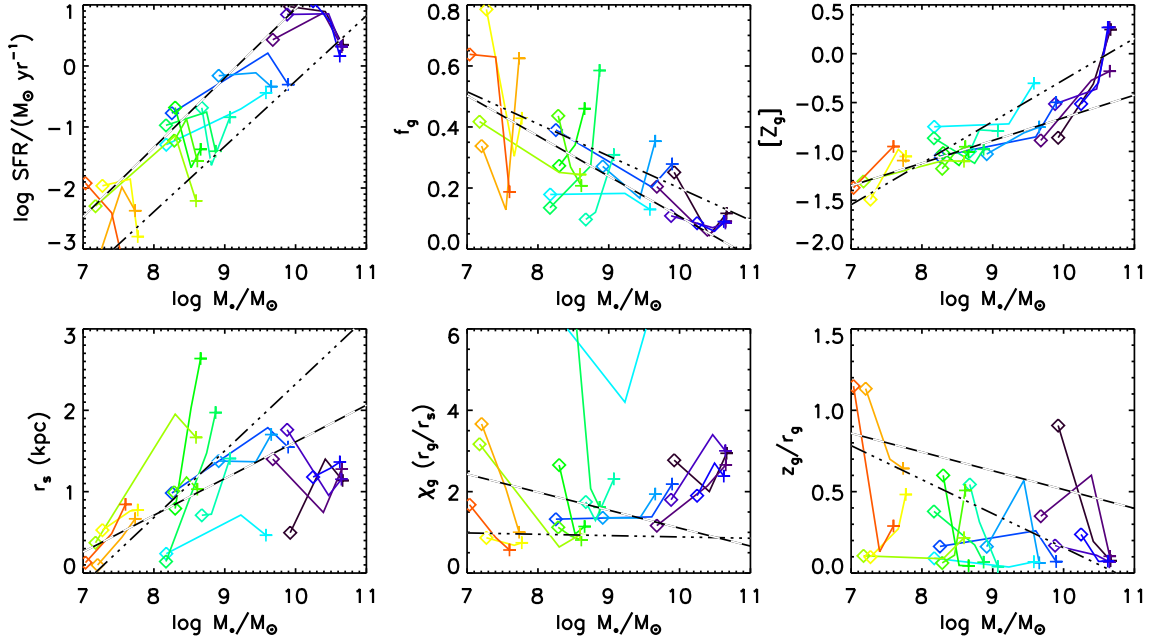 log SFR/(M⊙ yr⁻¹)
1
0
−1
−2
−3
7 8 9 10 11
log M*/M⊙
f_g
0.8
0.6
0.4
0.2
0.0
7 8 9 10 11
log M*/M⊙
[Z_g]
0.5
0.0
−0.5
−1.0
−1.5
−2.0
7 8 9 10 11
log M*/M⊙
r_s (kpc)
3
2
1
0
7 8 9 10 11
log M*/M⊙
χ_g (r_g/r_s)
6
4
2
0
7 8 9 10 11
log M*/M⊙
z_g/r_g
1.5
1.0
0.5
0.0
7 8 9 10 11
log M*/M⊙